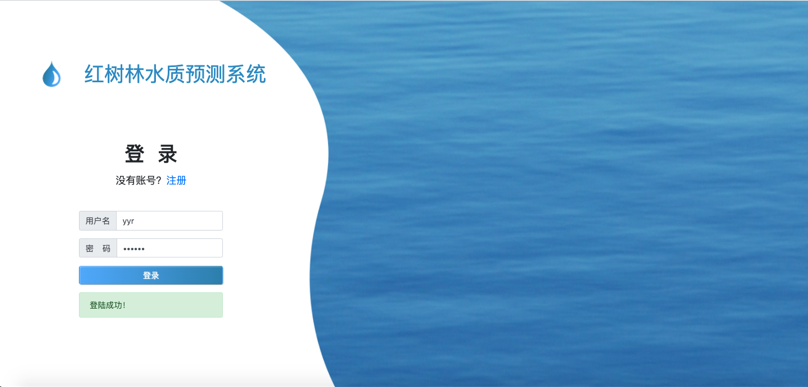 红树林水质预测系统
登 录
没有账号? 注册
用户名 yyr
密 码 ••••••
登录
登陆成功!